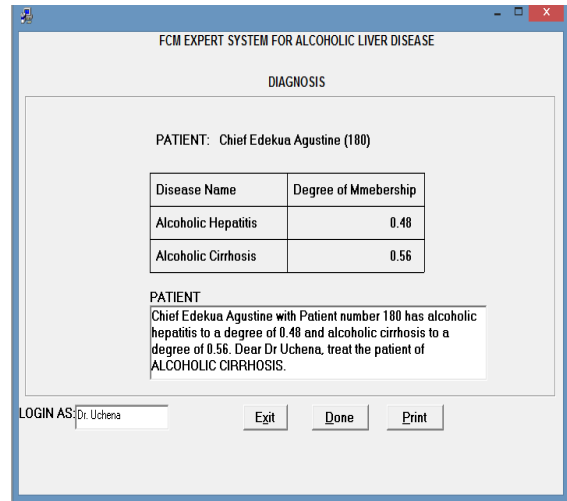 FCM EXPERT SYSTEM FOR ALCOHOLIC LIVER DISEASE
DIAGNOSIS
PATIENT: Chief Edekua Agustine (180)
Disease Name Degree of Mmebership
Alcoholic Hepatitis 0.48
Alcoholic Cirrhosis 0.56
PATIENT
Chief Edekua Agustine with Patient number 180 has alcoholic
hepatitis to a degree of 0.48 and alcoholic cirrhosis to a
degree of 0.56. Dear Dr Uchena, treat the patient of
ALCOHOLIC CIRRHOSIS.
LOGIN AS: Dr. Uchena Exit Done Print